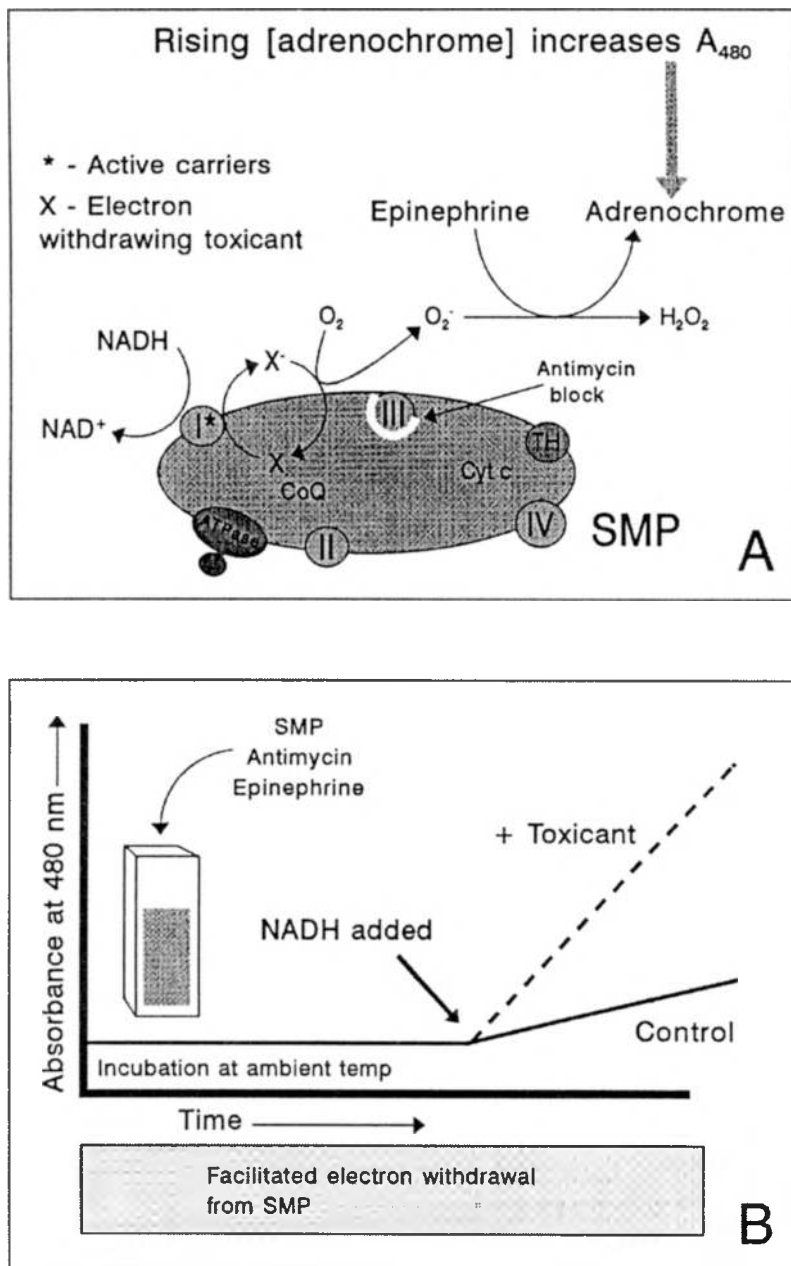 Rising [adrenochrome] increases A480
* - Active carriers
X - Electron
withdrawing toxicant
Epinephrine
Adrenochrome
O2
O2-
H2O2
NADH
X-
Antimycin
block
NAD+
I*
III
X
CoQ
Cyt c
TH
ATPase
II
IV
SMP
A
SMP
Antimycin
Epinephrine
Absorbance at 480 nm
+ Toxicant
NADH added
Control
Incubation at ambient temp
Time
Facilitated electron withdrawal
from SMP
B